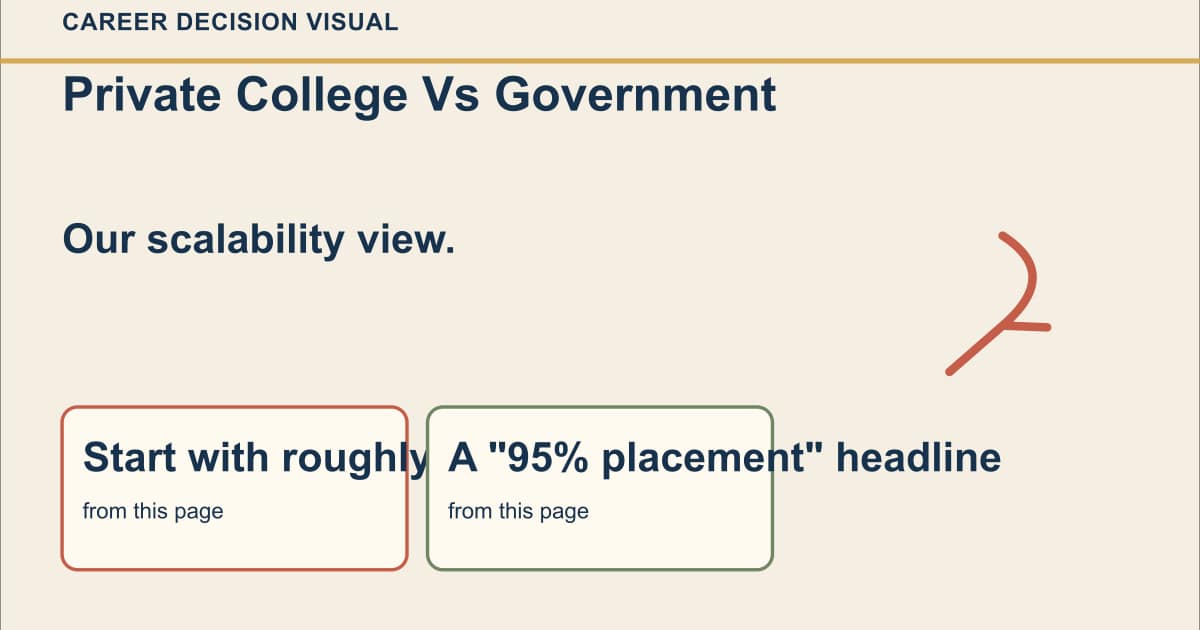 CAREER DECISION VISUAL
Private College Vs Government
Our scalability view.
Start with roughly
from this page
A "95% placement" headline
from this page